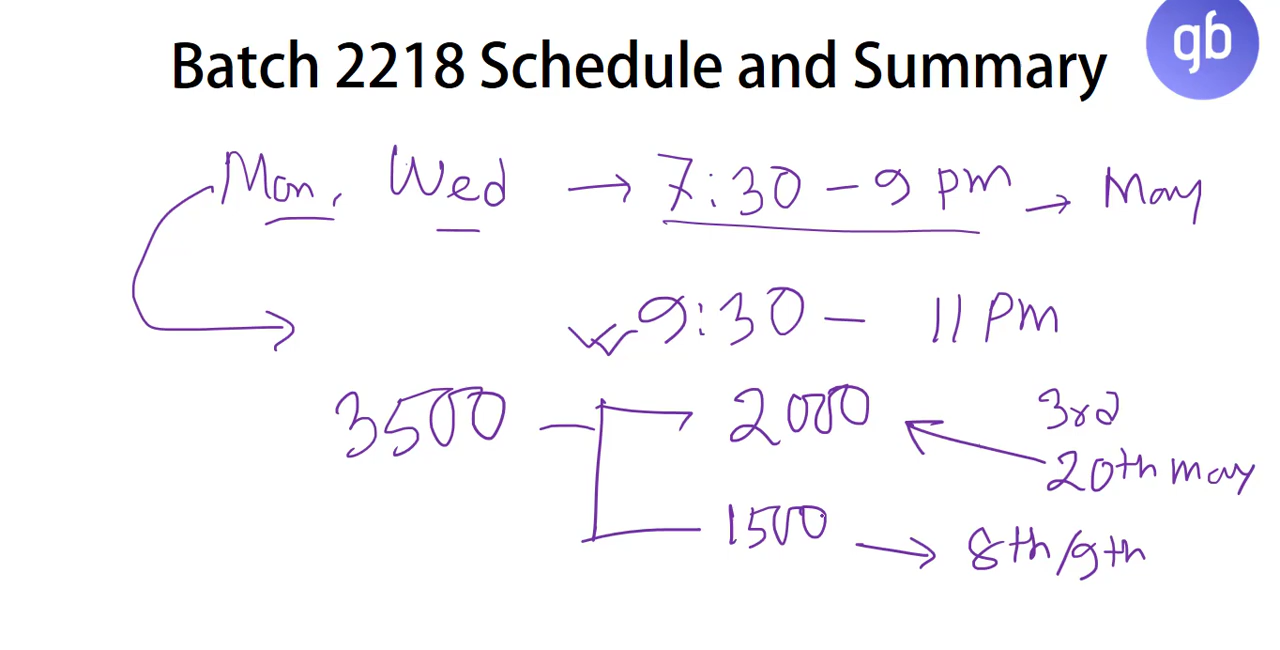 gb
Batch 2218 Schedule and Summary
Mon, Wed → 7:30 - 9 pm → May
9:30 - 11 PM
3500 2000 3rd
20th may
1500 → 8th/9th